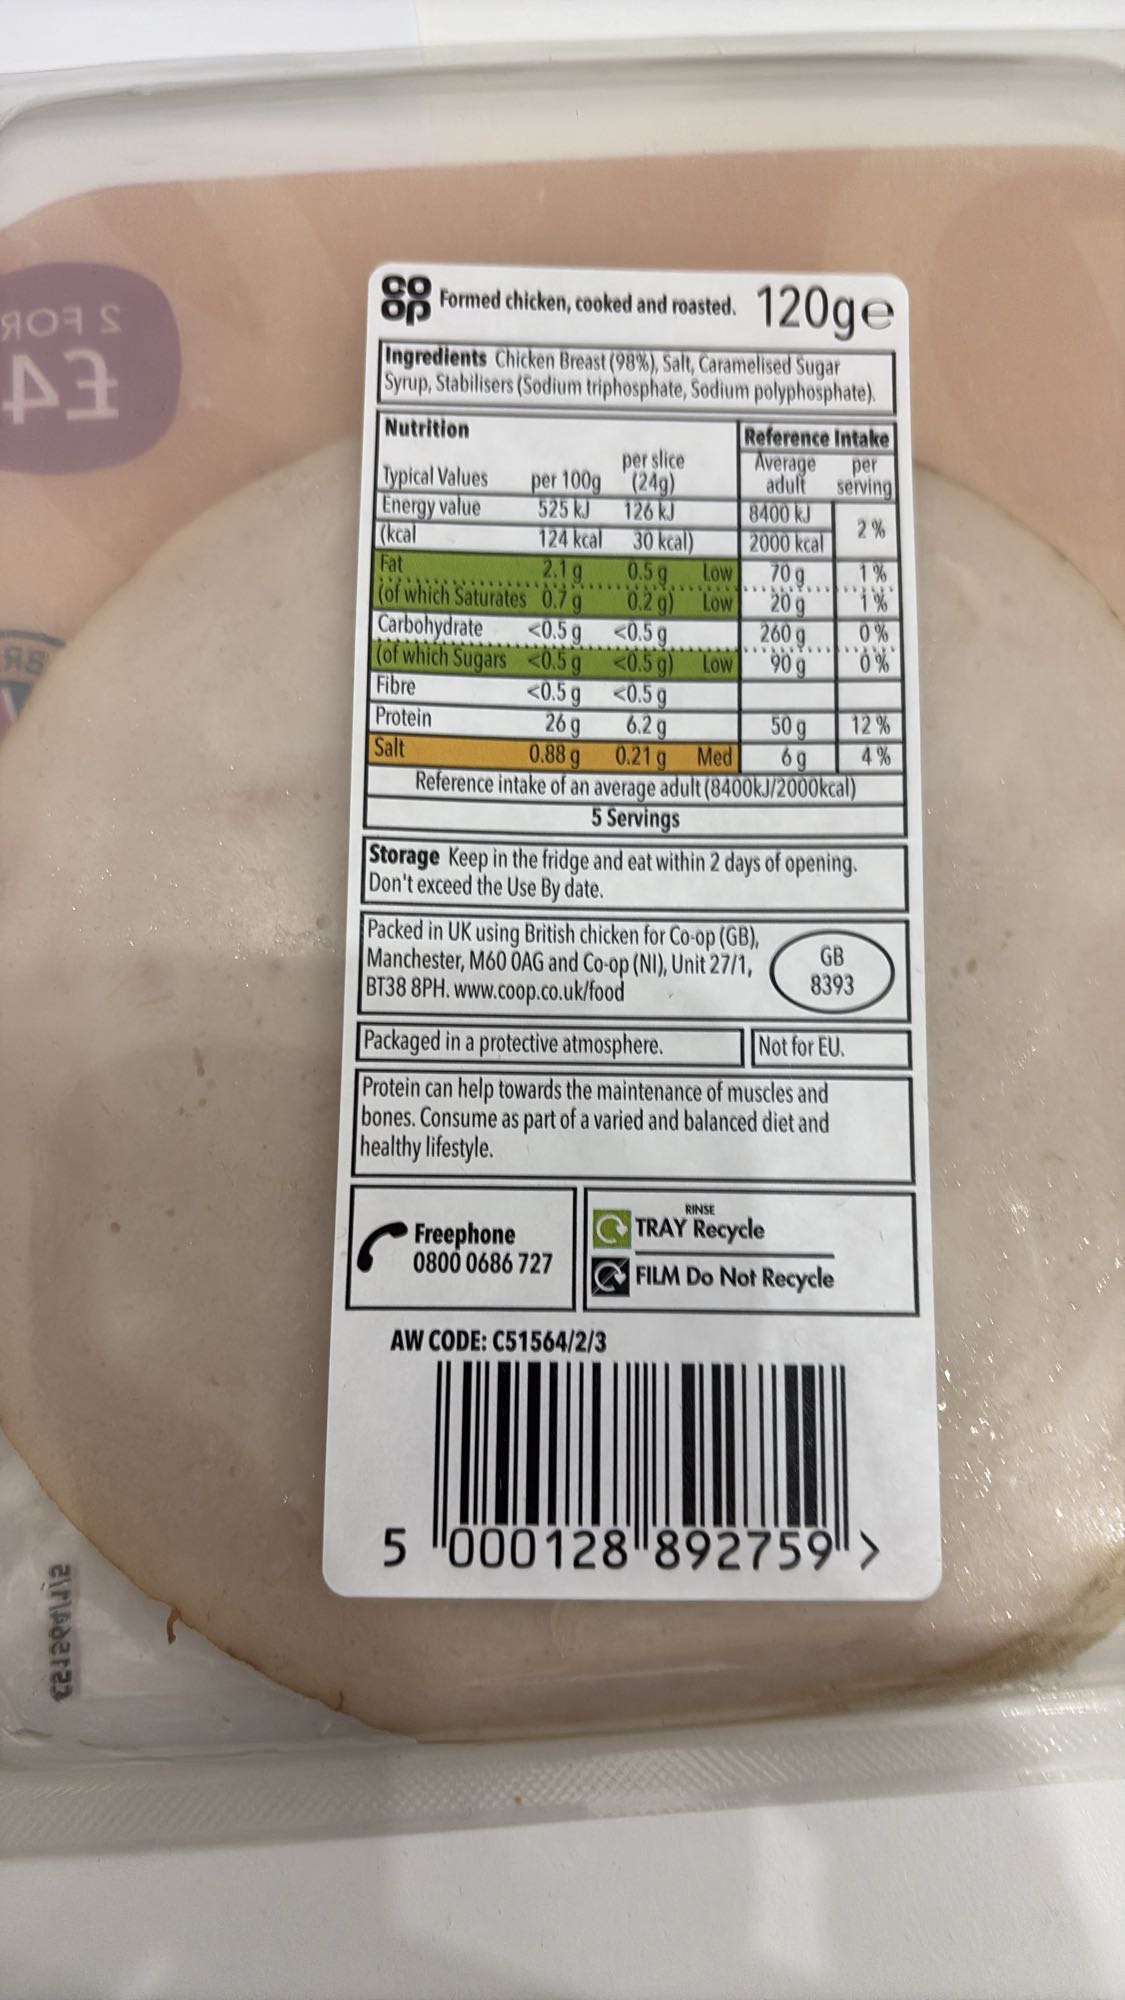 2 FOR
£4
CO
OP
Formed chicken, cooked and roasted. 120g℮
Ingredients Chicken Breast (98%), Salt, Caramelised Sugar
Syrup, Stabilisers (Sodium triphosphate, Sodium polyphosphate).
Nutrition Reference Intake
Typical Values per 100g per slice (24g) Average adult per serving
Energy value 525 kJ 126 kJ 8400 kJ 2%
(kcal 124 kcal 30 kcal) 2000 kcal
Fat 2.1 g 0.5 g Low 70 g 1%
(of which Saturates 0.7 g 0.2 g) Low 20 g 1%
Carbohydrate <0.5 g <0.5 g 260 g 0%
(of which Sugars <0.5 g <0.5 g) Low 90 g 0%
Fibre <0.5 g <0.5 g
Protein 26 g 6.2 g 50 g 12%
Salt 0.88 g 0.21 g Med 6 g 4%
Reference intake of an average adult (8400kJ/2000kcal)
5 Servings
Storage Keep in the fridge and eat within 2 days of opening.
Don't exceed the Use By date.
Packed in UK using British chicken for Co-op (GB),
Manchester, M60 0AG and Co-op (NI), Unit 27/1,
BT38 8PH. www.coop.co.uk/food
GB
8393
Packaged in a protective atmosphere.
Not for EU.
Protein can help towards the maintenance of muscles and
bones. Consume as part of a varied and balanced diet and
healthy lifestyle.
Freephone
0800 0686 727
RINSE
TRAY Recycle
FILM Do Not Recycle
AW CODE: C51564/2/3
5 000128 892759 >